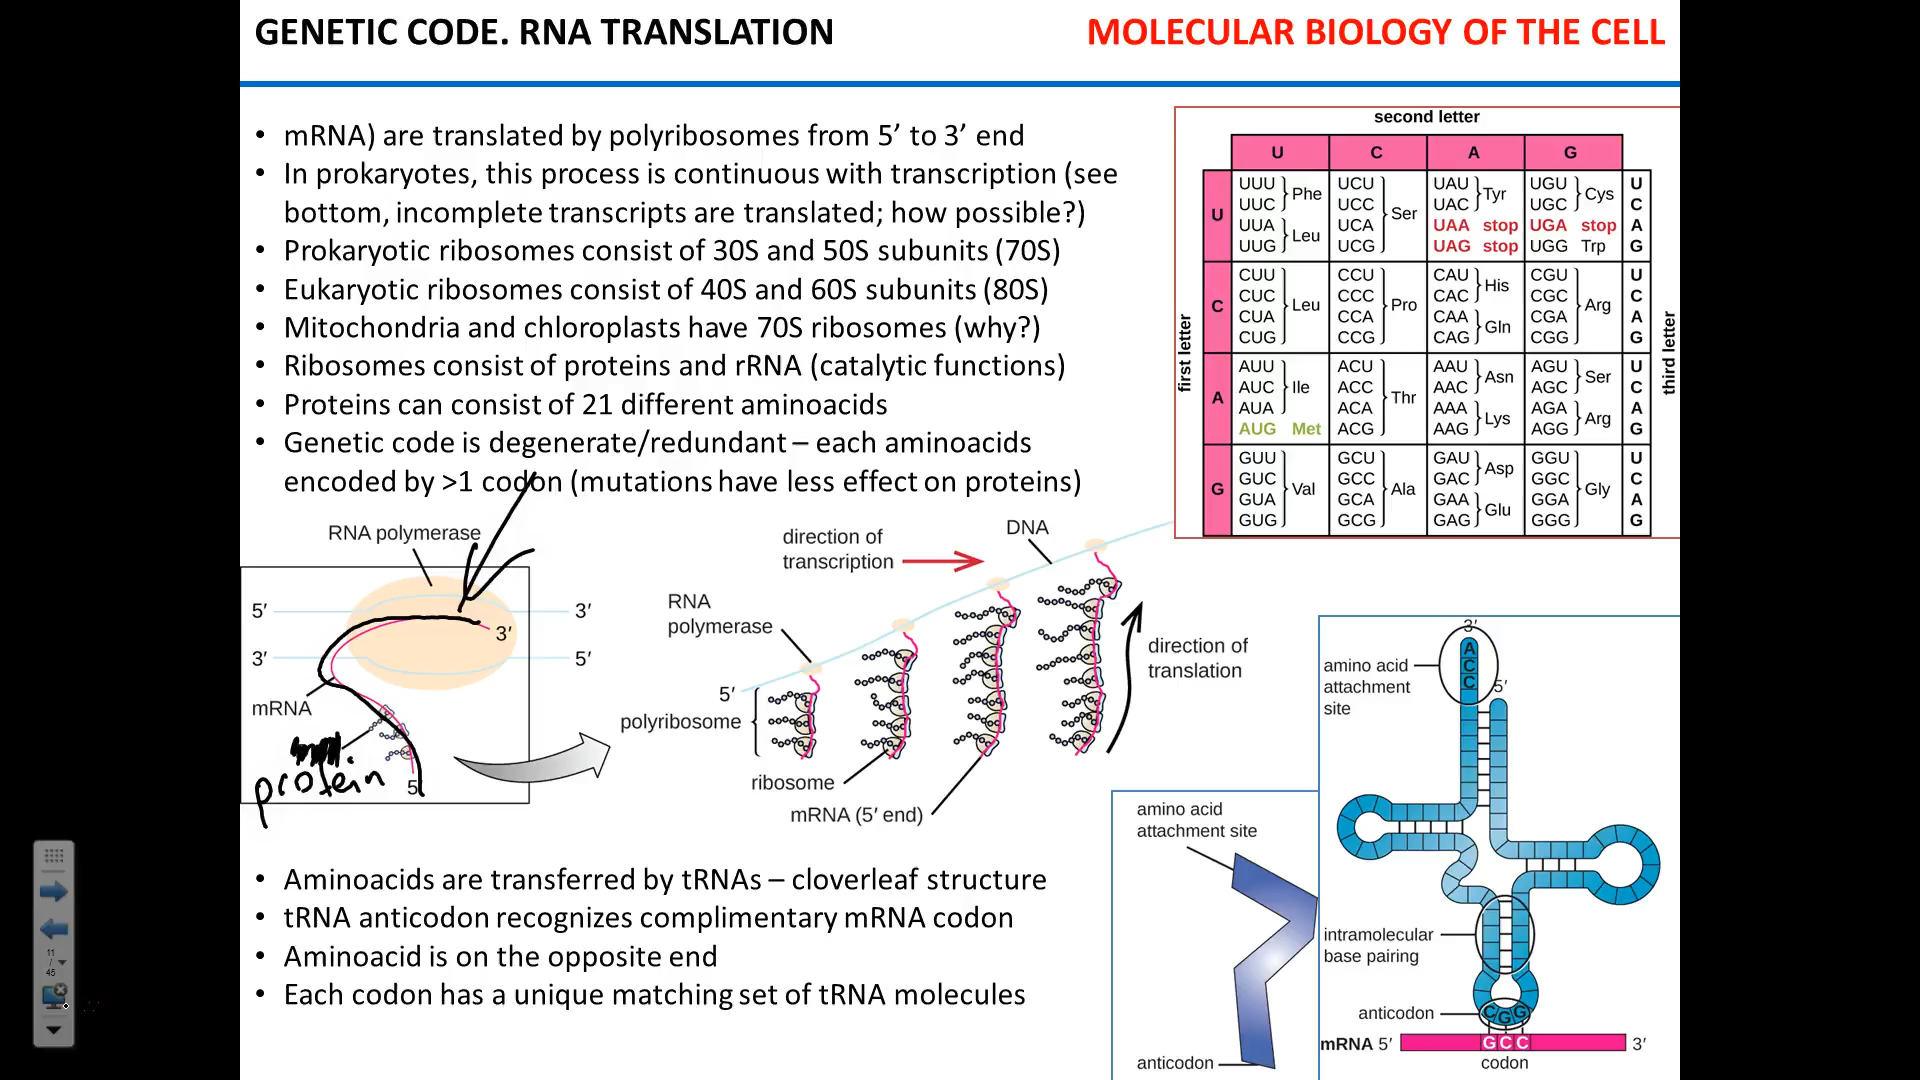 GENETIC CODE. RNA TRANSLATION
MOLECULAR BIOLOGY OF THE CELL
• mRNA) are translated by polyribosomes from 5’ to 3’ end
• In prokaryotes, this process is continuous with transcription (see
bottom, incomplete transcripts are translated; how possible?)
• Prokaryotic ribosomes consist of 30S and 50S subunits (70S)
• Eukaryotic ribosomes consist of 40S and 60S subunits (80S)
• Mitochondria and chloroplasts have 70S ribosomes (why?)
• Ribosomes consist of proteins and rRNA (catalytic functions)
• Proteins can consist of 21 different aminoacids
• Genetic code is degenerate/redundant – each aminoacids
encoded by >1 codon (mutations have less effect on proteins)
second letter
U C A G
first letter
third letter
U
UUU UCU UAU UGU U
Phe Tyr Cys
UUC UCC UAC UGC C
Ser
UUA UCA UAA stop UGA stop A
Leu
UUG UCG UAG stop UGG Trp G
C
CUU CCU CAU CGU U
His
CUC CCC CAC CGC C
Leu Pro Arg
CUA CCA CAA CGA A
Gln
CUG CCG CAG CGG G
A
AUU ACU AAU AGU U
Asn Ser
AUC Ile ACC AAC AGC C
Thr
AUA ACA AAA AGA A
Lys Arg
AUG Met ACG AAG AGG G
G
GUU GCU GAU GGU U
Asp
GUC GCC GAC GGC C
Val Ala Gly
GUA GCA GAA GGA A
Glu
GUG GCG GAG GGG G
RNA polymerase
5′ 3′
3′
3′ 5′
mRNA
protein
5
direction of
transcription
DNA
RNA
polymerase
5′
polyribosome
ribosome
mRNA (5′ end)
direction of
translation
3′
A
C
C
5′
amino acid
attachment
site
intramolecular
base pairing
anticodon
CGG
mRNA 5′ GCC 3′
codon
amino acid
attachment site
anticodon
• Aminoacids are transferred by tRNAs – cloverleaf structure
• tRNA anticodon recognizes complimentary mRNA codon
• Aminoacid is on the opposite end
• Each codon has a unique matching set of tRNA molecules
11
/
45